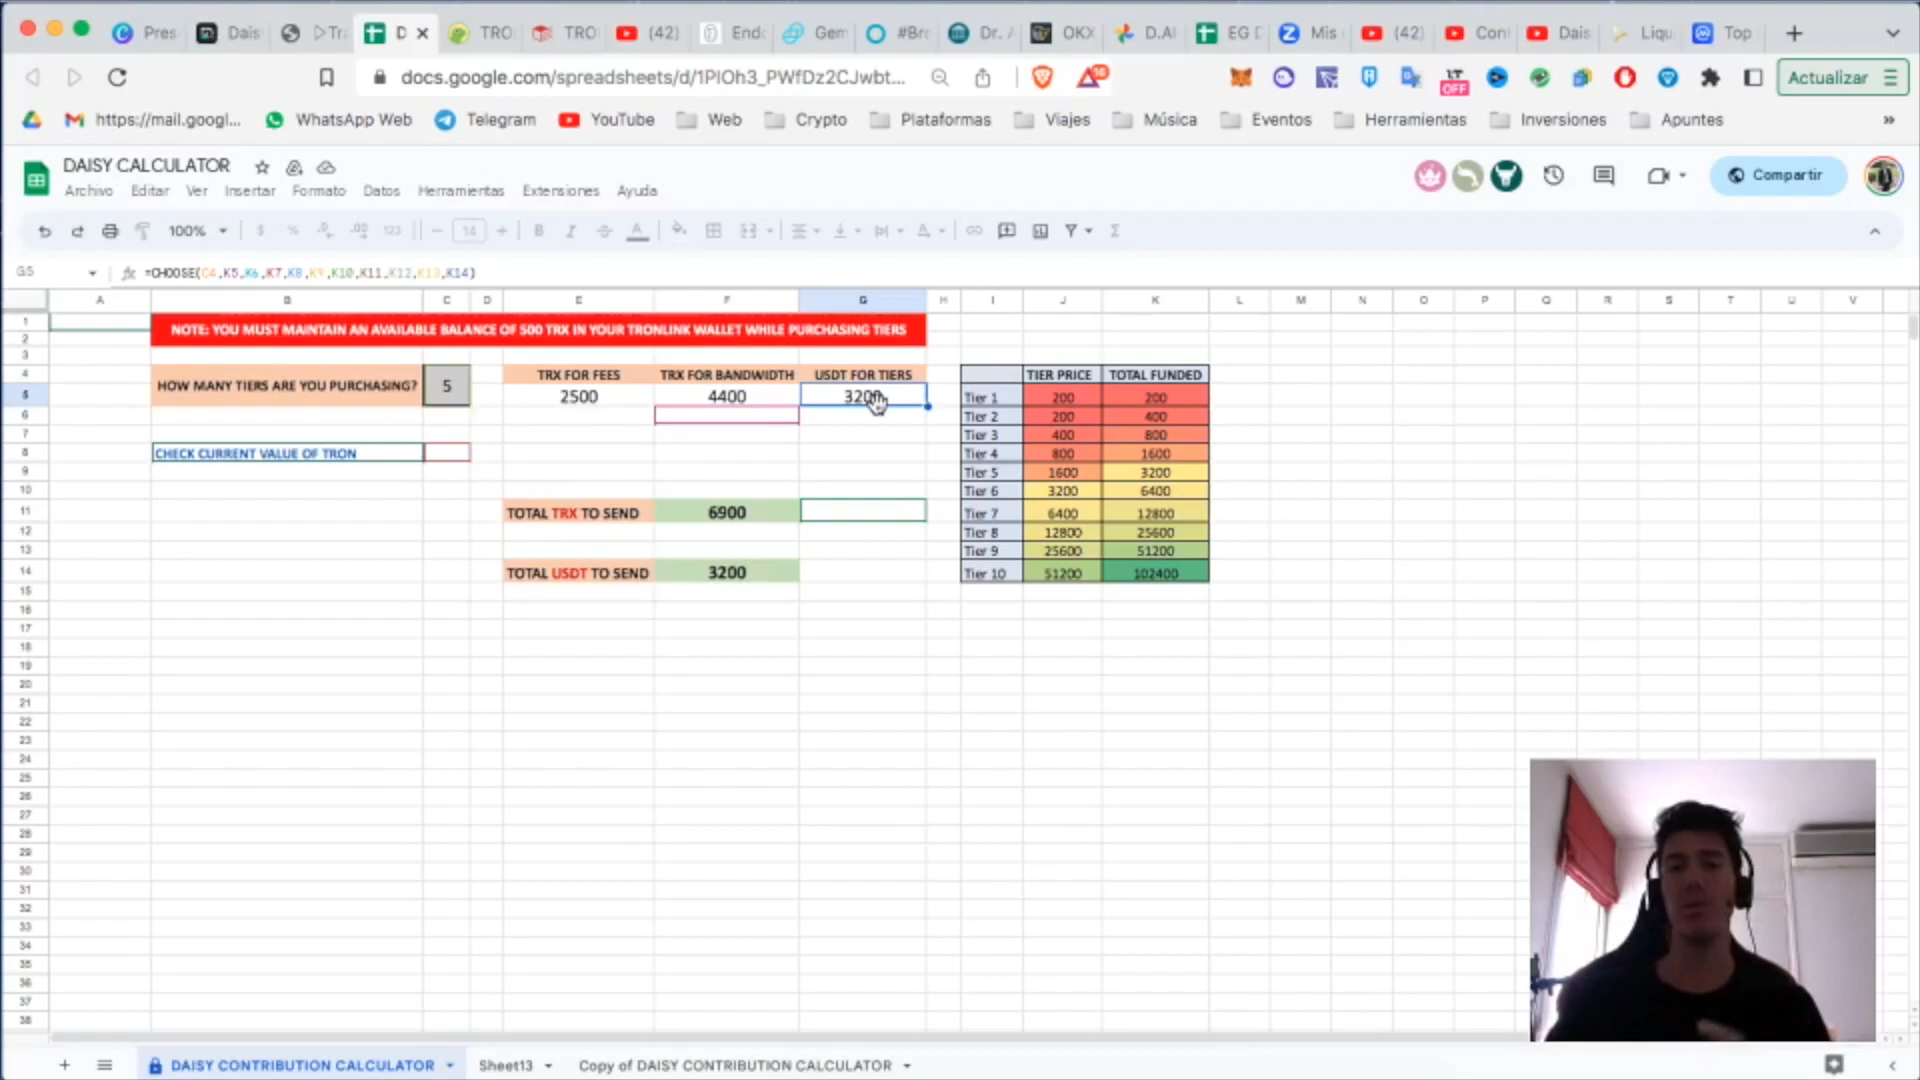 Pres Dais Tr D TRO TRO (42) End Gem #Bro Dr. OKX D.AI EG D Mis (42) Con Dais Liqu Top
docs.google.com/spreadsheets/d/1PlOh3_PWfDz2CJwbt... 16 LT OFF Actualizar
https://mail.googl... WhatsApp Web Telegram YouTube Web Crypto Plataformas Viajes Música Eventos Herramientas Inversiones Apuntes »
DAISY CALCULATOR
Archivo Editar Ver Insertar Formato Datos Herramientas Extensiones Ayuda
Compartir
100% $ % .0 .00 123 14 B I S A
G5 fx =CHOOSE(C4,K5,K6,K7,K8,K9,K10,K11,K12,K13,K14)
A B C D E F G H I J K L M N O P Q R S T U V
1
NOTE: YOU MUST MAINTAIN AN AVAILABLE BALANCE OF 500 TRX IN YOUR TRONLINK WALLET WHILE PURCHASING TIERS
2
3
4 HOW MANY TIERS ARE YOU PURCHASING? 5 TRX FOR FEES TRX FOR BANDWIDTH USDT FOR TIERS TIER PRICE TOTAL FUNDED
5 2500 4400 3200 Tier 1 200 200
6 Tier 2 200 400
7 Tier 3 400 800
8 CHECK CURRENT VALUE OF TRON Tier 4 800 1600
9 Tier 5 1600 3200
10 Tier 6 3200 6400
11 TOTAL TRX TO SEND 6900 Tier 7 6400 12800
12 Tier 8 12800 25600
13 Tier 9 25600 51200
14 TOTAL USDT TO SEND 3200 Tier 10 51200 102400
15
16
17
18
19
20
21
22
23
24
25
26
27
28
29
30
31
32
33
34
35
36
37
38
DAISY CONTRIBUTION CALCULATOR Sheet13 Copy of DAISY CONTRIBUTION CALCULATOR